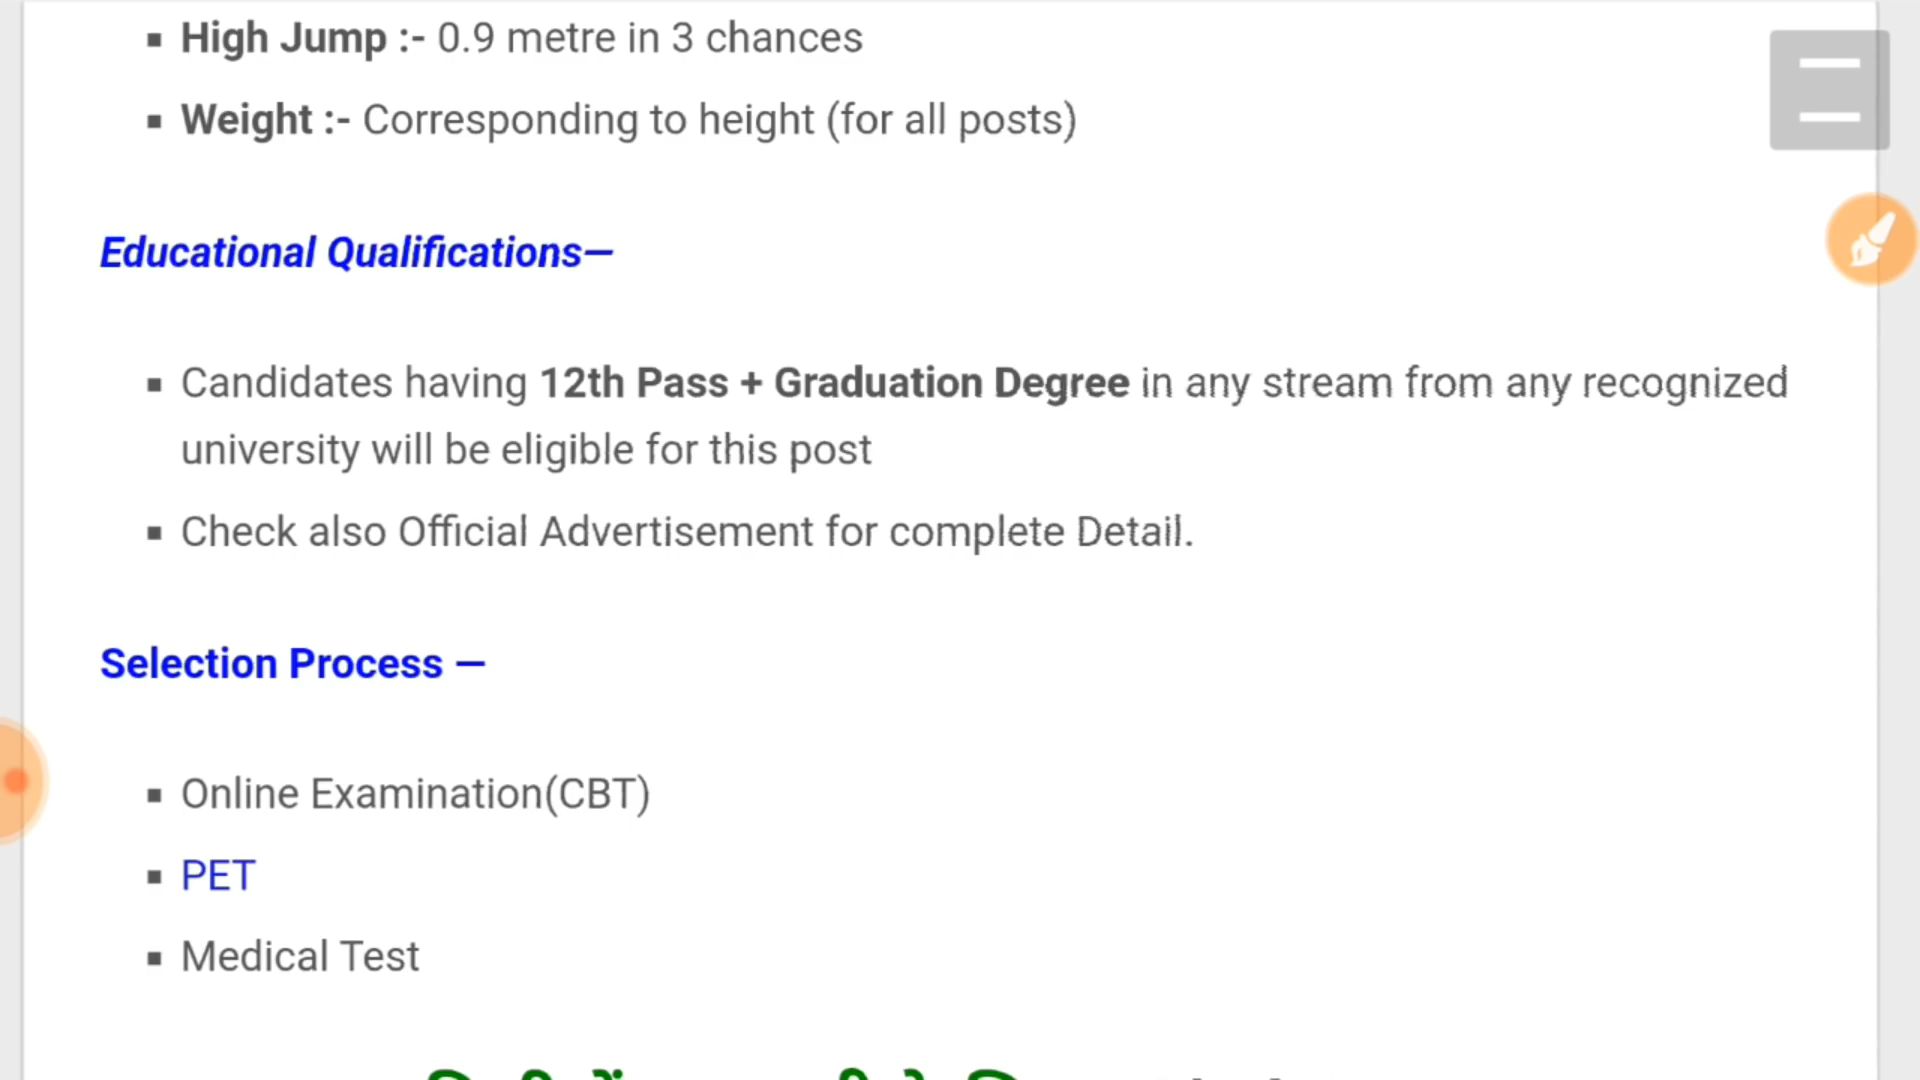 High Jump :- 0.9 metre in 3 chances
Weight :- Corresponding to height (for all posts)
Educational Qualifications—
Candidates having 12th Pass + Graduation Degree in any stream from any recognized
university will be eligible for this post
Check also Official Advertisement for complete Detail.
Selection Process —
Online Examination(CBT)
PET
Medical Test